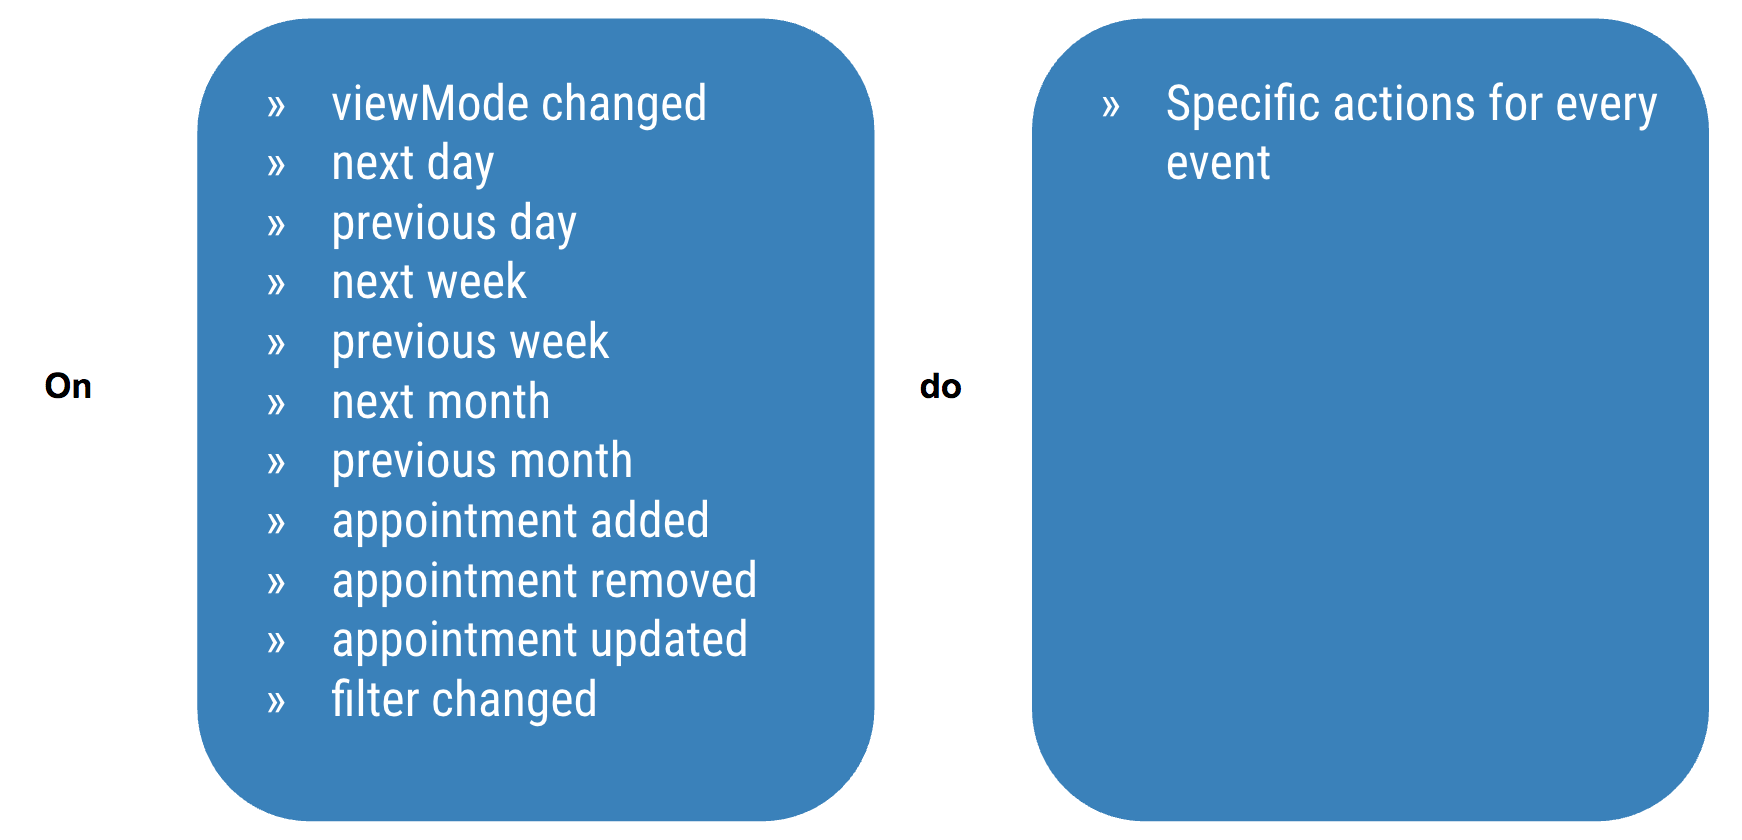 On
» viewMode changed
» next day
» previous day
» next week
» previous week
» next month
» previous month
» appointment added
» appointment removed
» appointment updated
» filter changed
do
» Specific actions for every
event